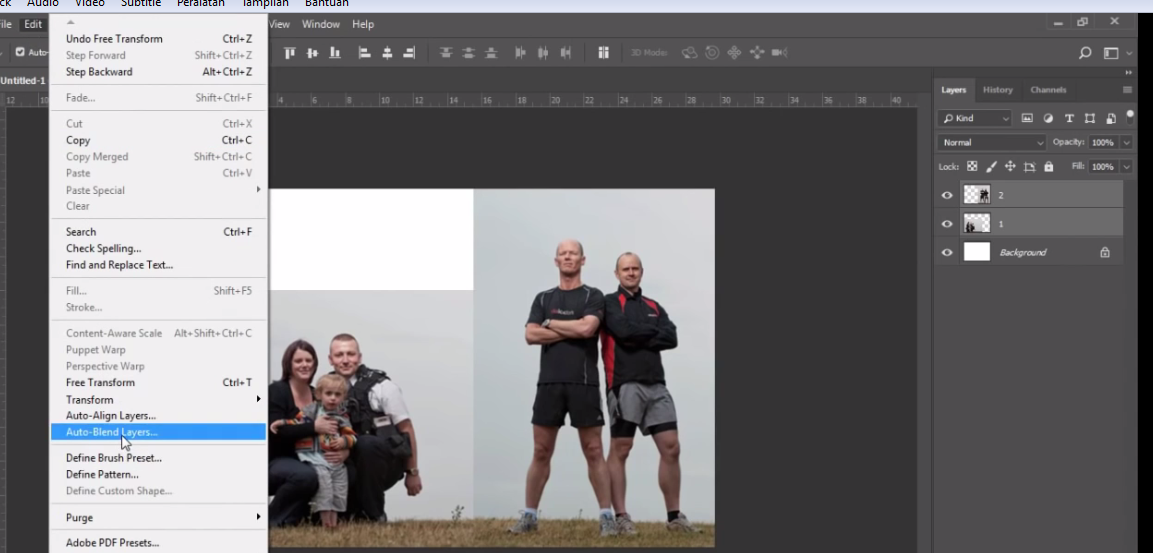 Audio Video Subtitle Peralatan Tampilan Bantuan
File Edit View Window Help
Auto-
3D Mode:
Untitled-1
12 10 4 6 8 10 12 14 16 18 20 22 24 26 28 30 32 34 36 38 40
Undo Free Transform Ctrl+Z
Step Forward Shift+Ctrl+Z
Step Backward Alt+Ctrl+Z
Fade... Shift+Ctrl+F
Cut Ctrl+X
Copy Ctrl+C
Copy Merged Shift+Ctrl+C
Paste Ctrl+V
Paste Special
Clear
Search Ctrl+F
Check Spelling...
Find and Replace Text...
Fill... Shift+F5
Stroke...
Content-Aware Scale Alt+Shift+Ctrl+C
Puppet Warp
Perspective Warp
Free Transform Ctrl+T
Transform
Auto-Align Layers...
Auto-Blend Layers...
Define Brush Preset...
Define Pattern...
Define Custom Shape...
Purge
Adobe PDF Presets...
Layers History Channels
Kind
Normal Opacity: 100%
Lock: Fill: 100%
2
1
Background